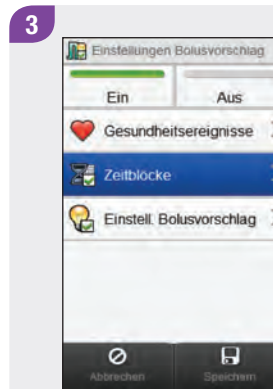 3
Einstellungen Bolusvorschlag
Ein Aus
Gesundheitsereignisse
Zeitblöcke
Einstell. Bolusvorschlag
Abbrechen Speichern